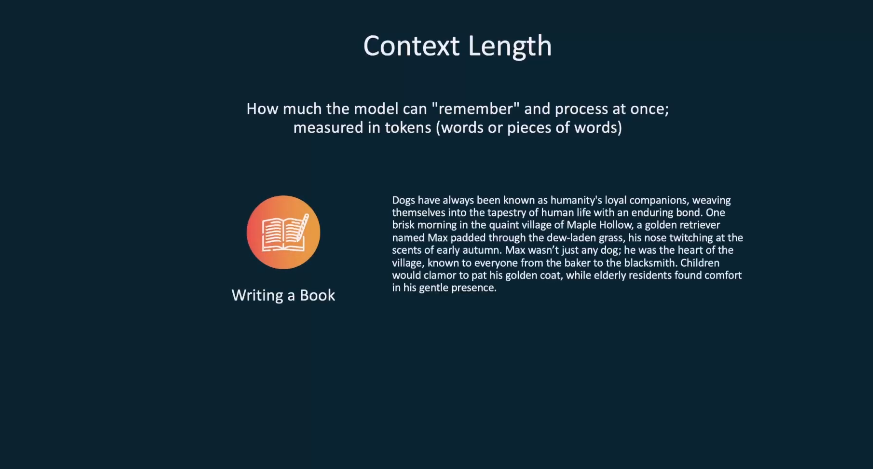 Context Length
How much the model can "remember" and process at once;
measured in tokens (words or pieces of words)
Dogs have always been known as humanity's loyal companions, weaving
themselves into the tapestry of human life with an enduring bond. One
brisk morning in the quaint village of Maple Hollow, a golden retriever
named Max padded through the dew-laden grass, his nose twitching at the
scents of early autumn. Max wasn't just any dog; he was the heart of the
village, known to everyone from the baker to the blacksmith. Children
would clamor to pat his golden coat, while elderly residents found comfort
in his gentle presence.
Writing a Book